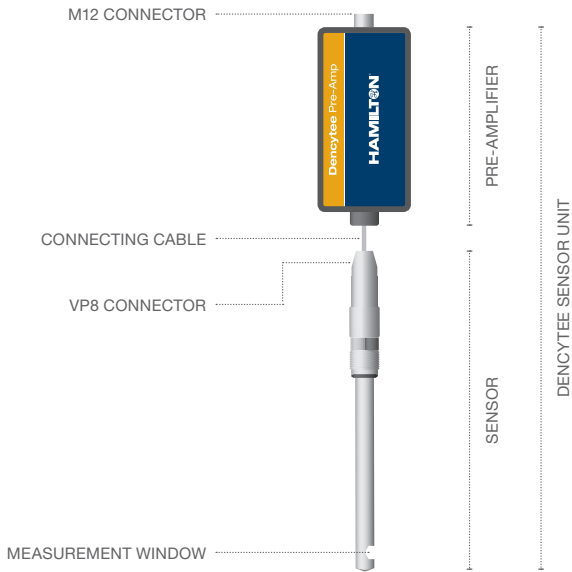 M12 CONNECTOR
Dencytee Pre-Amp
HAMILTON
PRE-AMPLIFIER
CONNECTING CABLE
VP8 CONNECTOR
DENCYTEE SENSOR UNIT
SENSOR
MEASUREMENT WINDOW